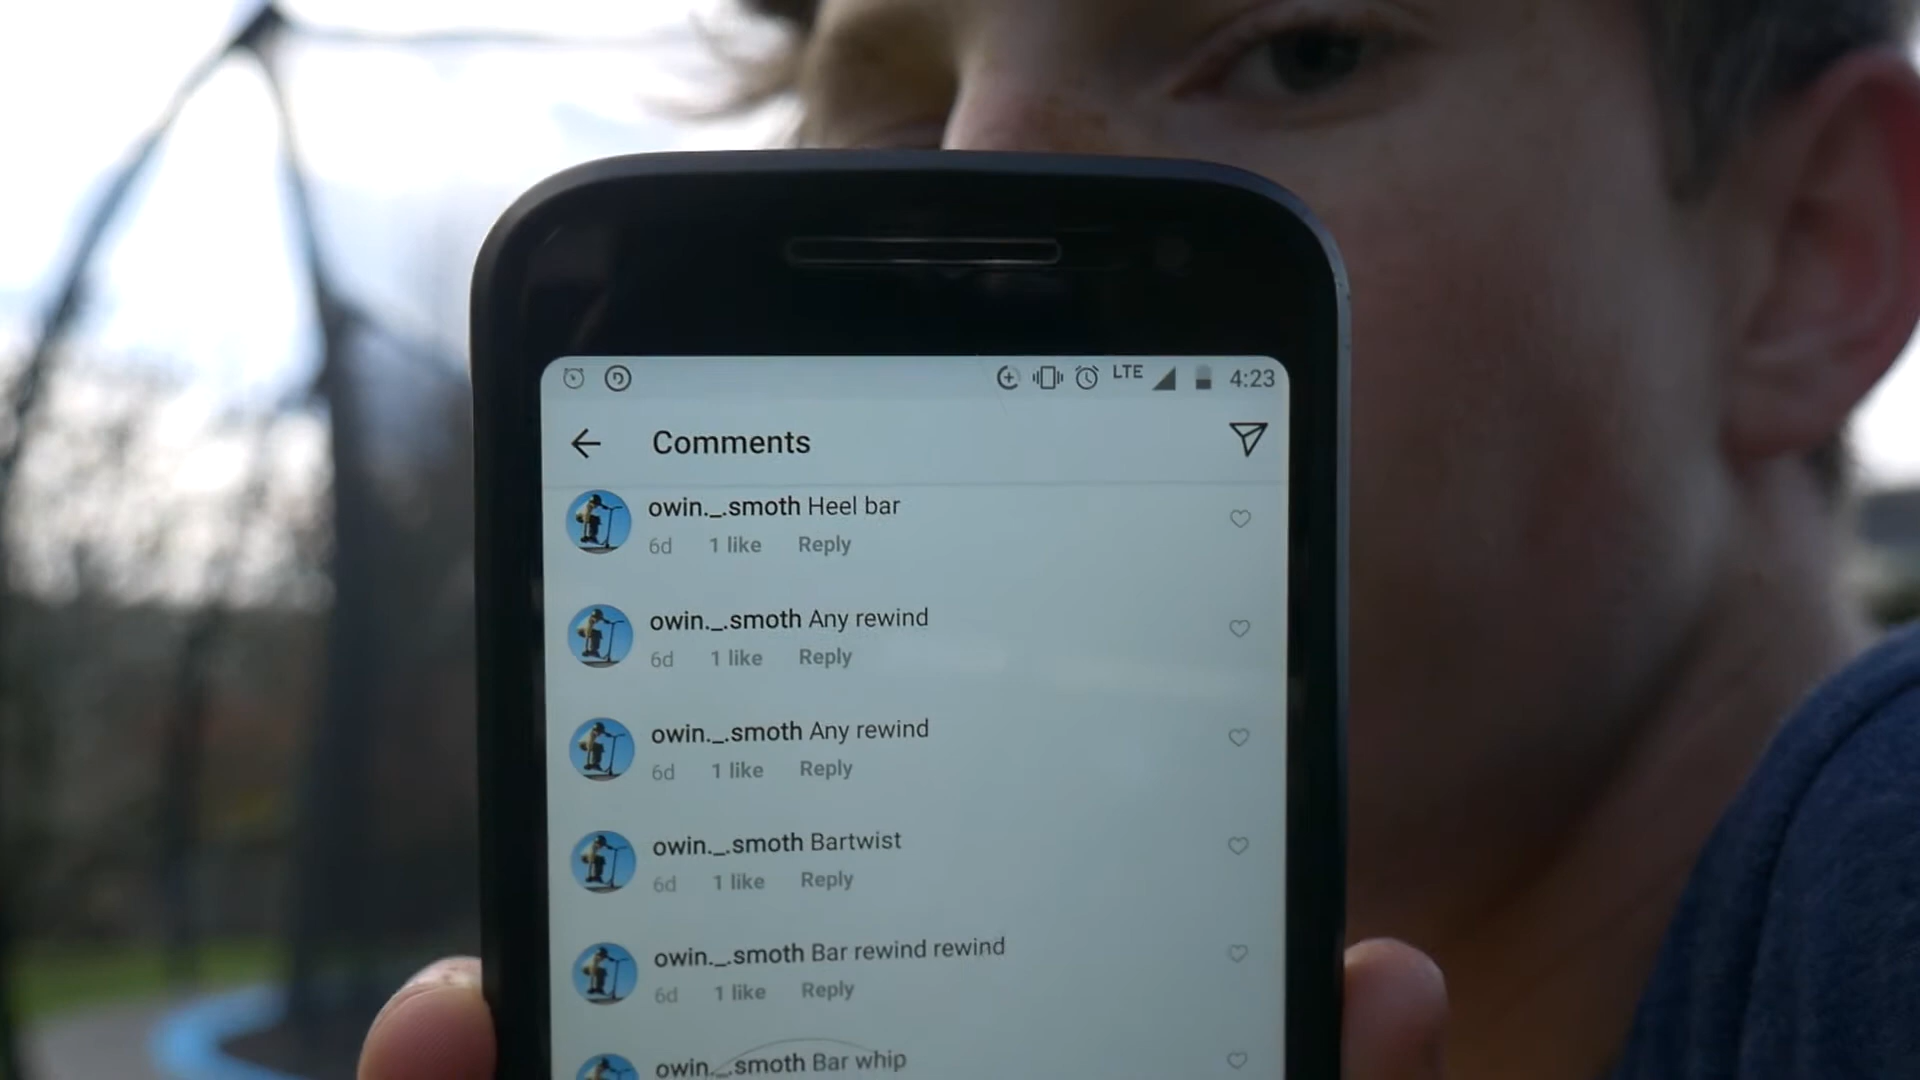 LTE 4:23
Comments
owin._.smoth Heel bar
6d 1 like Reply
owin._.smoth Any rewind
6d 1 like Reply
owin._.smoth Any rewind
6d 1 like Reply
owin._.smoth Bartwist
6d 1 like Reply
owin._.smoth Bar rewind rewind
6d 1 like Reply
owin._.smoth Bar whip